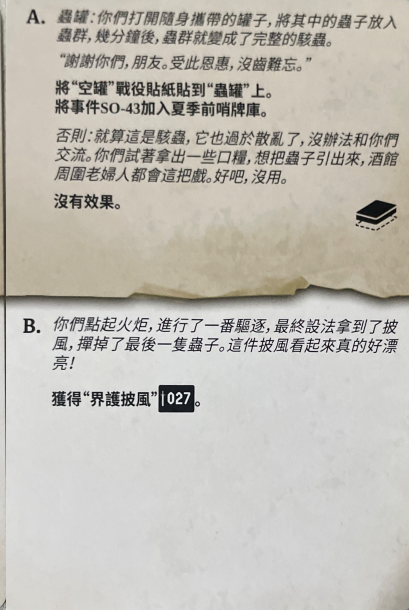 A. 蟲罐：你們打開隨身攜帶的罐子，將其中的蟲子放入
蟲群，幾分鐘後，蟲群就變成了完整的駭蟲。
“謝謝你們，朋友。受此恩惠，沒齒難忘。”
將“空罐”戰役貼紙貼到“蟲罐”上。
將事件SO-43加入夏季前哨牌庫。
否則：就算這是駭蟲，它也過於散亂了，沒辦法和你們
交流。你們試著拿出一些口糧，想把蟲子引出來，酒館
周圍老婦人都會這把戲。好吧，沒用。
沒有效果。
B. 你們點起火炬，進行了一番驅逐，最終設法拿到了披
風，撣掉了最後一隻蟲子。這件披風看起來真的好漂
亮！
獲得“界護披風”027。